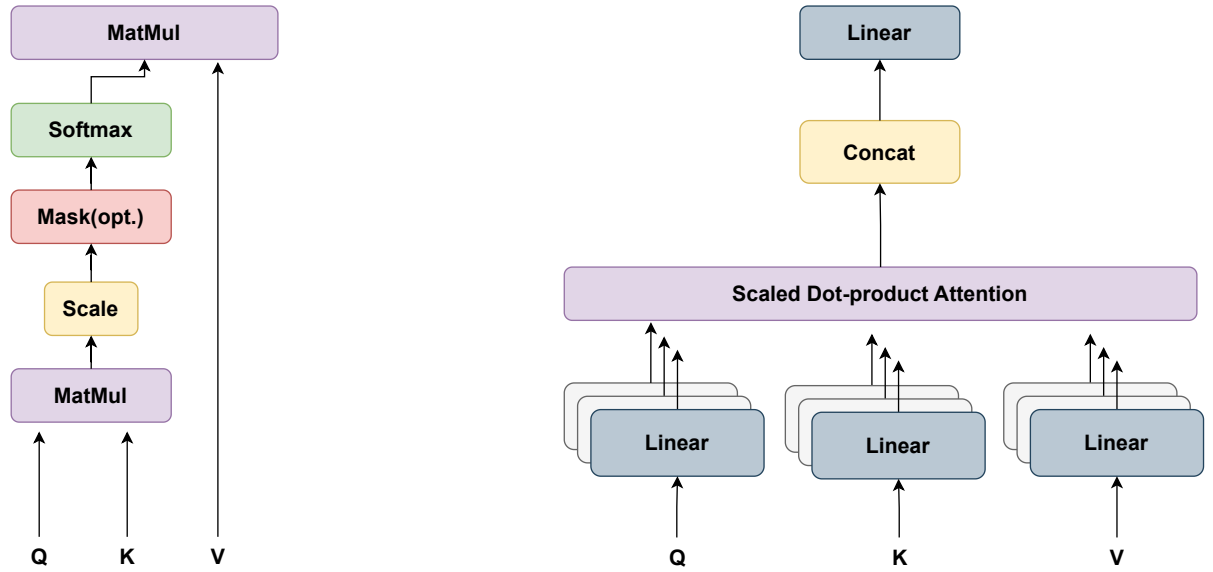 MatMul
Softmax
Mask(opt.)
Scale
MatMul
Q
K
V
Linear
Concat
Scaled Dot-product Attention
Linear
Linear
Linear
Q
K
V